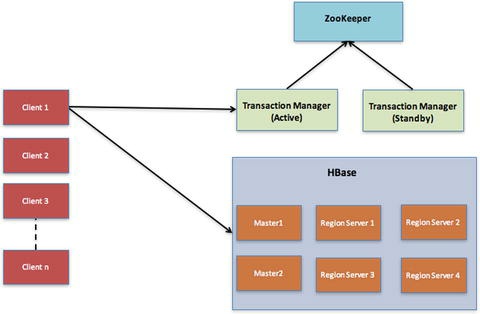 ZooKeeper
Client 1
Transaction Manager
(Active)
Transaction Manager
(Standby)
Client 2
HBase
Client 3
Master1
Region Server 1
Region Server 2
Client n
Master2
Region Server 3
Region Server 4